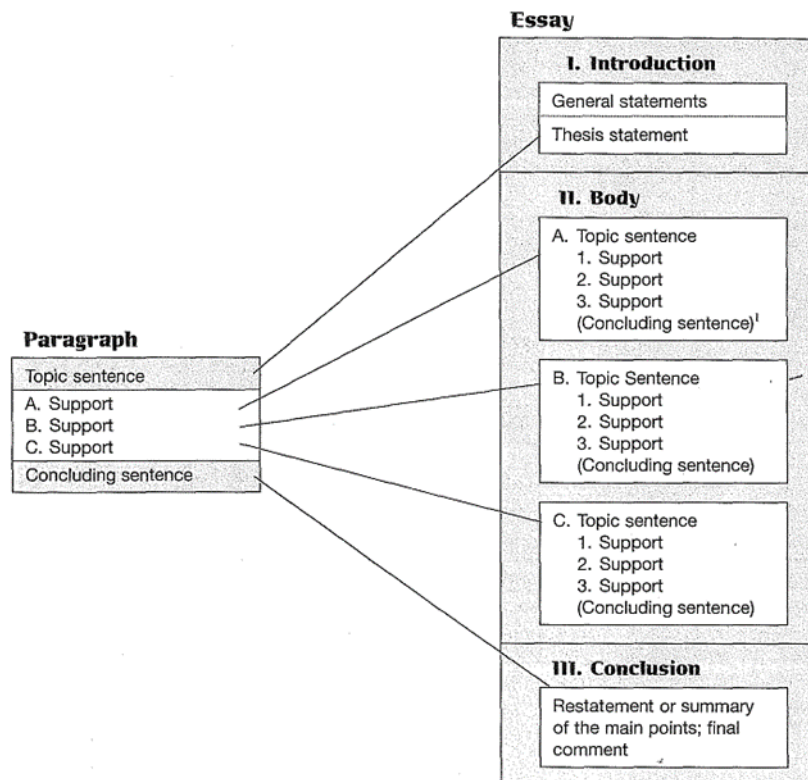 Essay
I. Introduction
General statements
Thesis statement
II. Body
A. Topic sentence
1. Support
2. Support
3. Support
(Concluding sentence)¹
Paragraph
Topic sentence
A. Support
B. Support
C. Support
Concluding sentence
B. Topic Sentence
1. Support
2. Support
3. Support
(Concluding sentence)
C. Topic sentence
1. Support
2. Support
3. Support
(Concluding sentence)
III. Conclusion
Restatement or summary
of the main points; final
comment